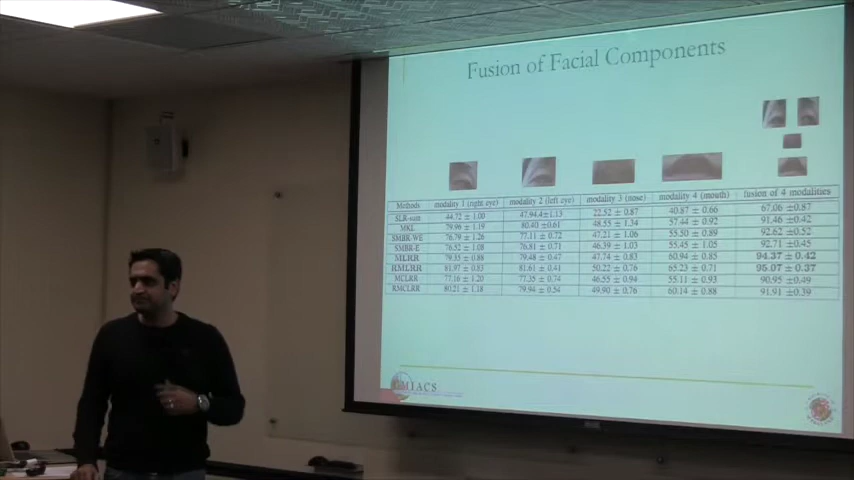 Fusion of Facial Components
Methods modality 1 (right eye) modality 2 (left eye) modality 3 (nose) modality 4 (mouth) fusion of 4 modalities
SLR-sum 44.72 ± 1.00 47.94.4±1.13 22.52 ± 0.87 40.87 ± 0.66 67.06 ±0.87
MKL 79.96 ± 1.19 80.40 ±0.61 48.55 ± 1.34 57.44 ± 0.92 91.46 ±0.42
SMBR-WE 76.79 ± 1.26 77.11 ± 0.72 47.21 ± 1.06 55.50 ± 0.89 92.62 ±0.52
SMBR-E 76.52 ± 1.08 76.81 ± 0.71 46.39 ± 1.03 55.45 ± 1.05 92.71 ±0.45
MLRR 79.35 ± 0.88 79.48 ± 0.47 47.74 ± 0.83 60.94 ± 0.85 94.37 ± 0.42
RMLRR 81.97 ± 0.83 81.61 ± 0.41 50.22 ± 0.76 65.23 ± 0.71 95.07 ± 0.37
MCLRR 77.16 ± 1.20 77.35 ± 0.74 46.55 ± 0.94 55.11 ± 0.93 90.95 ±0.49
RMCLRR 80.21 ± 1.18 79.94 ± 0.54 49.90 ± 0.76 60.14 ± 0.88 91.91 ±0.39
UMIACS